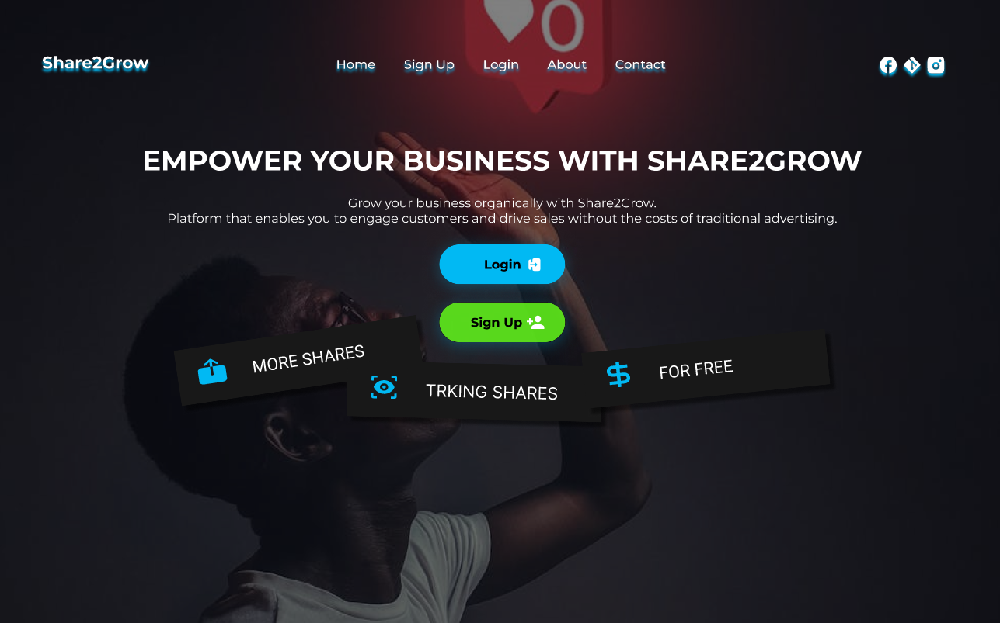 0
Share2Grow
Home
Sign Up
Login
About
Contact
EMPOWER YOUR BUSINESS WITH SHARE2GROW
Grow your business organically with Share2Grow.
Platform that enables you to engage customers and drive sales without the costs of traditional advertising.
Login
Sign Up
MORE SHARES
TRKING SHARES
FOR FREE